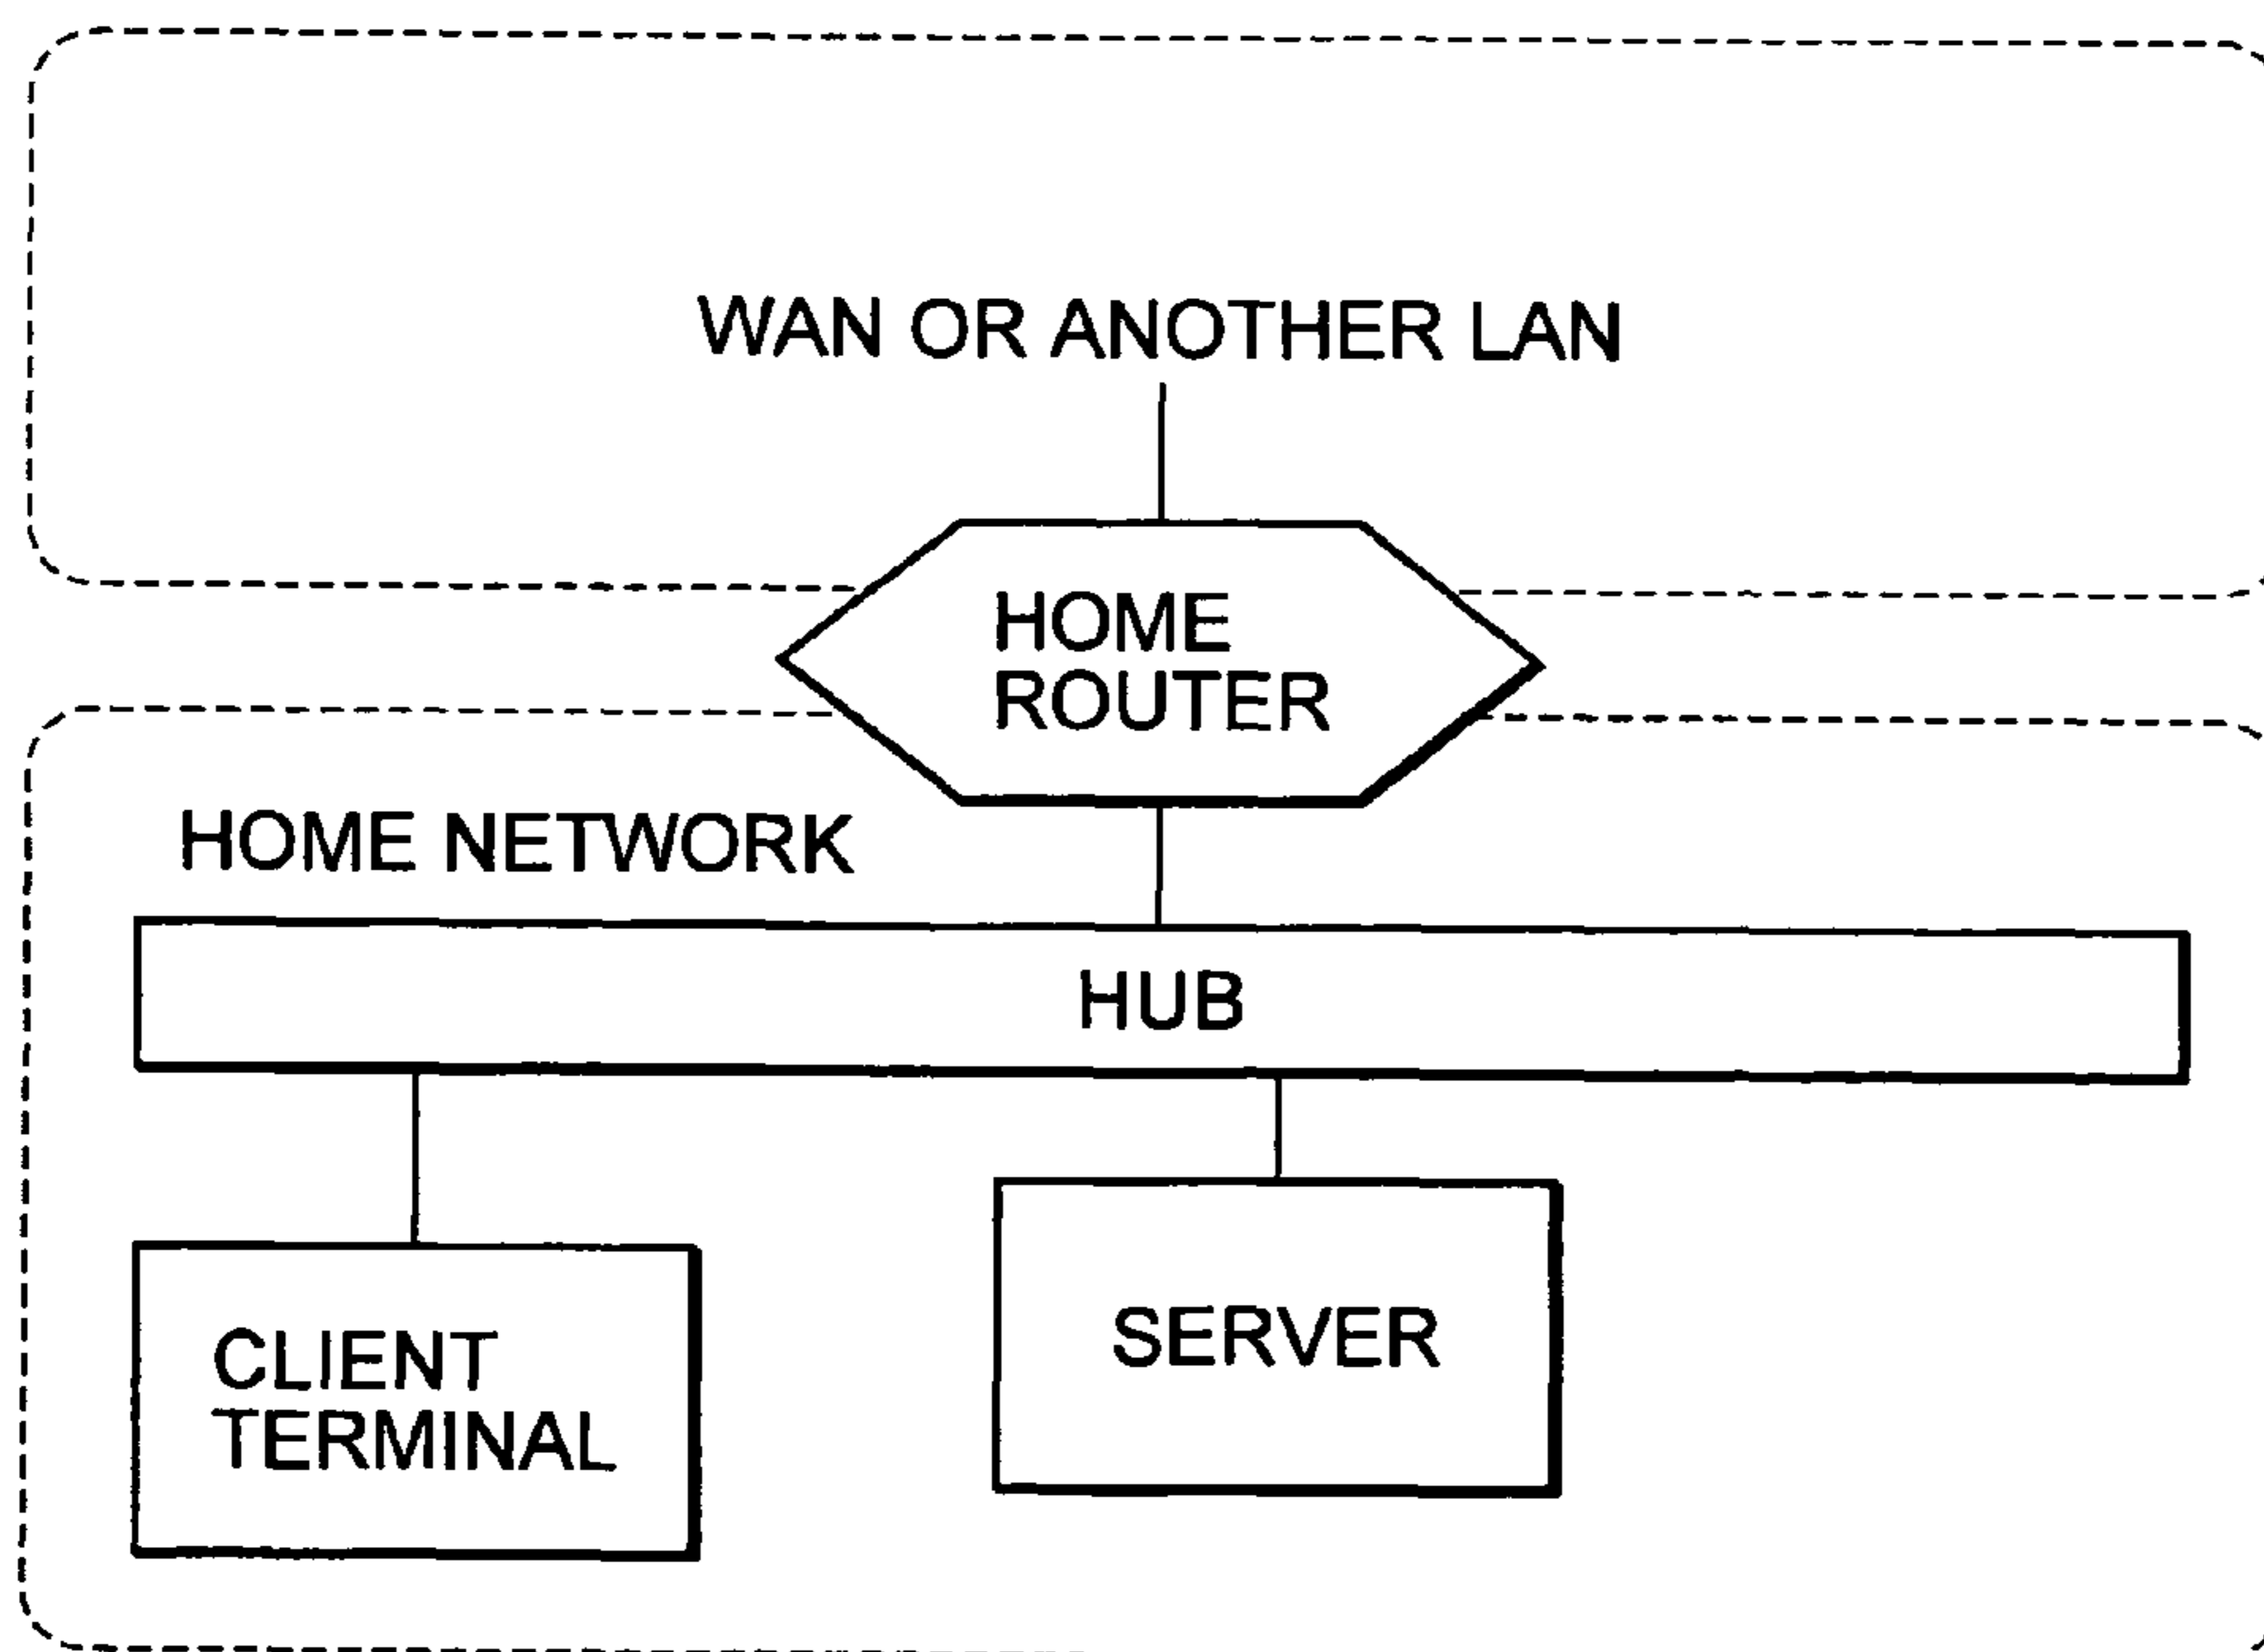 WAN OR ANOTHER LAN
HOME
ROUTER
HOME NETWORK
HUB
CLIENT
TERMINAL
SERVER